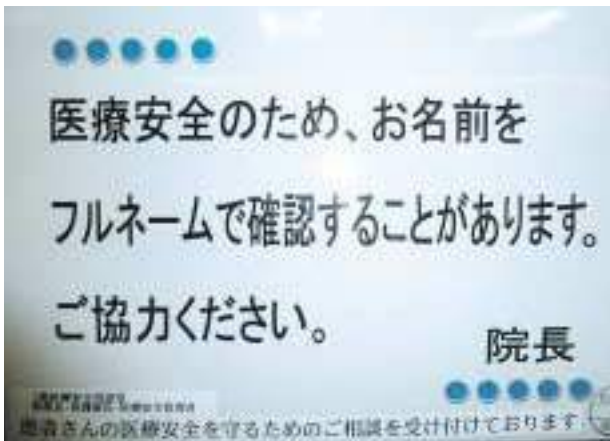 医療安全のため、お名前を
フルネームで確認することがあります。
ご協力ください。
院長
患者さんの医療安全を守るためのご相談を受け付けております